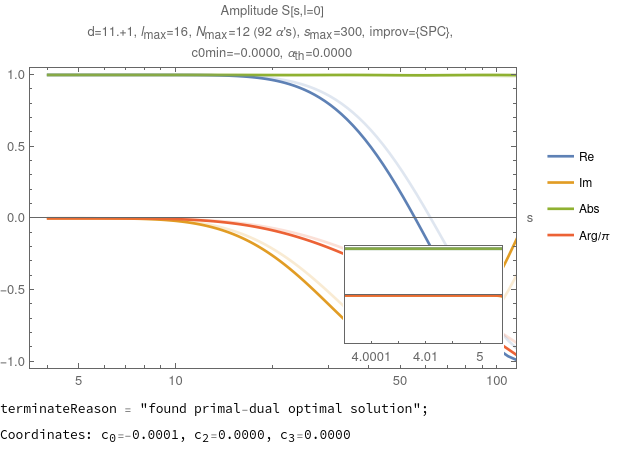 Amplitude S[s,l=0]
d=11.+1, lmax=16, Nmax=12 (92 α's), smax=300, improv={SPC},
c0min=-0.0000, αth=0.0000
1.0
0.5
0.0
-0.5
-1.0
s
Re
Im
Abs
Arg/π
4.0001 4.01 5
5 10 50 100
terminateReason = "found primal-dual optimal solution";
Coordinates: c0=-0.0001, c2=0.0000, c3=0.0000